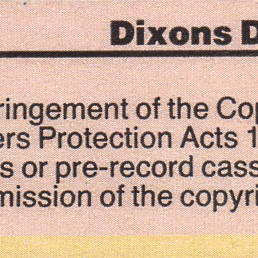 Dixons D
ringement of the Cop
ers Protection Acts 1
s or pre-record cass
mission of the copyri